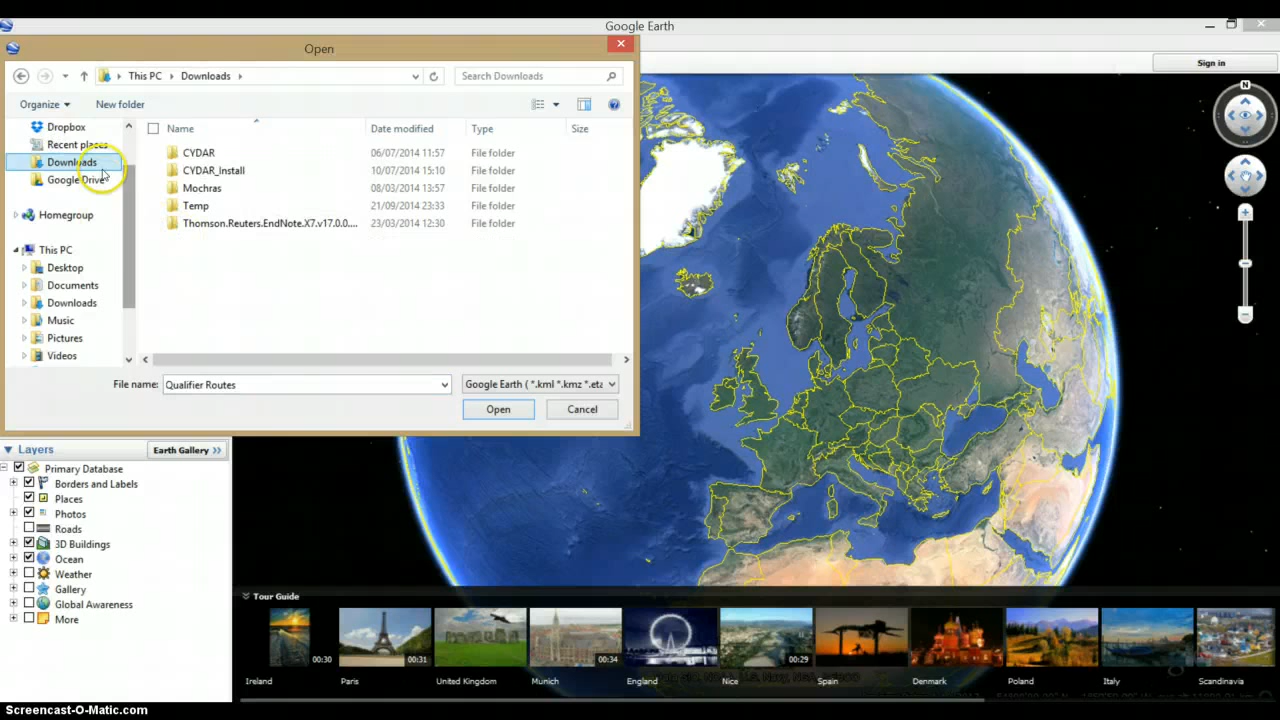 Google Earth
Open
Sign in
This PC Downloads
Search Downloads
Organize
New folder
Name
Date modified
Type
Size
Dropbox
Recent places
Downloads
Google Drive
Homegroup
This PC
Desktop
Documents
Downloads
Music
Pictures
Videos
CYDAR 06/07/2014 11:57 File folder
CYDAR_Install 10/07/2014 15:10 File folder
Mochras 08/03/2014 13:57 File folder
Temp 21/09/2014 23:33 File folder
Thomson.Reuters.EndNote.X7.v17.0.0.... 23/03/2014 12:30 File folder
File name: Qualifier Routes
Google Earth ( *.kml *.kmz *.eta
Open
Cancel
N
Layers
Earth Gallery >>
Primary Database
Borders and Labels
Places
Photos
Roads
3D Buildings
Ocean
Weather
Gallery
Global Awareness
More
Tour Guide
00:30
00:31
00:34
00:29
Ireland
Paris
United Kingdom
Munich
England
Nice
Spain
Denmark
Poland
Italy
Scandinavia
Screencast-O-Matic.com